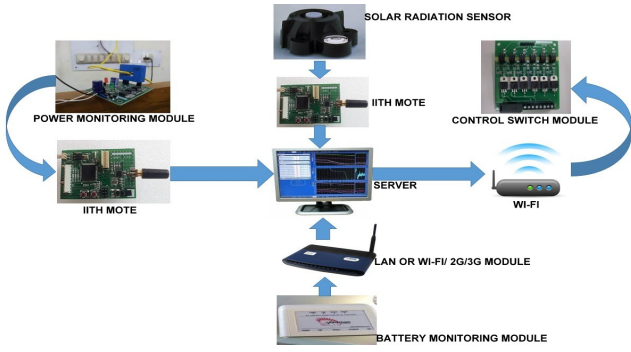 SOLAR RADIATION SENSOR
POWER MONITORING MODULE
IITH MOTE
CONTROL SWITCH MODULE
IITH MOTE
SERVER
WI-FI
LAN OR WI-FI/ 2G/3G MODULE
BATTERY MONITORING MODULE